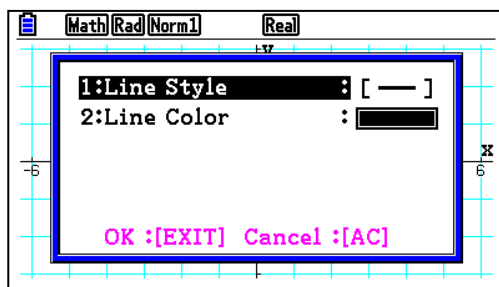 Math Rad Norm1 Real
y
1:Line Style : [ — ]
2:Line Color :
x
-6 6
OK :[EXIT] Cancel :[AC]